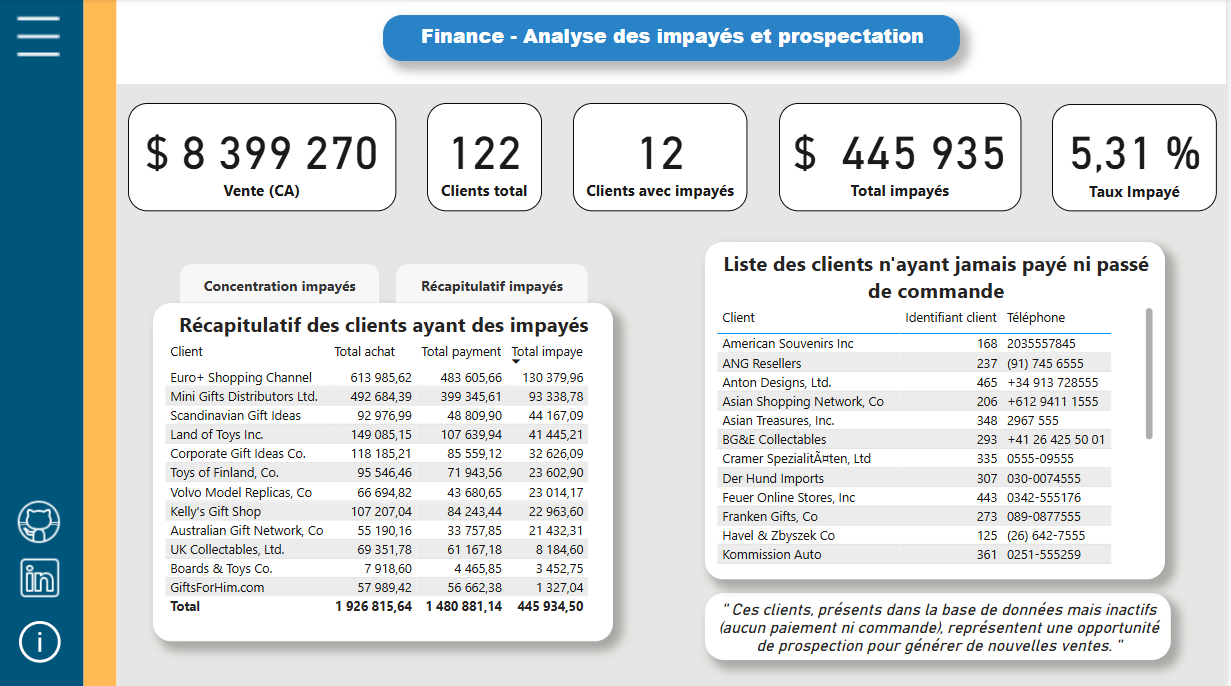 Finance - Analyse des impayés et prospectation
$ 8 399 270
Vente (CA)
122
Clients total
12
Clients avec impayés
$ 445 935
Total impayés
5,31 %
Taux Impayé
Concentration impayés
Récapitulatif impayés
Récapitulatif des clients ayant des impayés
Client Total achat Total payment Total impaye
Euro+ Shopping Channel 613 985,62 483 605,66 130 379,96
Mini Gifts Distributors Ltd. 492 684,39 399 345,61 93 338,78
Scandinavian Gift Ideas 92 976,99 48 809,90 44 167,09
Land of Toys Inc. 149 085,15 107 639,94 41 445,21
Corporate Gift Ideas Co. 118 185,21 85 559,12 32 626,09
Toys of Finland, Co. 95 546,46 71 943,56 23 602,90
Volvo Model Replicas, Co 66 694,82 43 680,65 23 014,17
Kelly's Gift Shop 107 207,04 84 243,44 22 963,60
Australian Gift Network, Co 55 190,16 33 757,85 21 432,31
UK Collectables, Ltd. 69 351,78 61 167,18 8 184,60
Boards & Toys Co. 7 918,60 4 465,85 3 452,75
GiftsForHim.com 57 989,42 56 662,38 1 327,04
Total 1 926 815,64 1 480 881,14 445 934,50
Liste des clients n'ayant jamais payé ni passé
de commande
Client Identifiant client Téléphone
American Souvenirs Inc 168 2035557845
ANG Resellers 237 (91) 745 6555
Anton Designs, Ltd. 465 +34 913 728555
Asian Shopping Network, Co 206 +612 9411 1555
Asian Treasures, Inc. 348 2967 555
BG&E Collectables 293 +41 26 425 50 01
Cramer SpezialitÃ¤ten, Ltd 335 0555-09555
Der Hund Imports 307 030-0074555
Feuer Online Stores, Inc 443 0342-555176
Franken Gifts, Co 273 089-0877555
Havel & Zbyszek Co 125 (26) 642-7555
Kommission Auto 361 0251-555259
" Ces clients, présents dans la base de données mais inactifs
(aucun paiement ni commande), représentent une opportunité
de prospection pour générer de nouvelles ventes. "
in
i